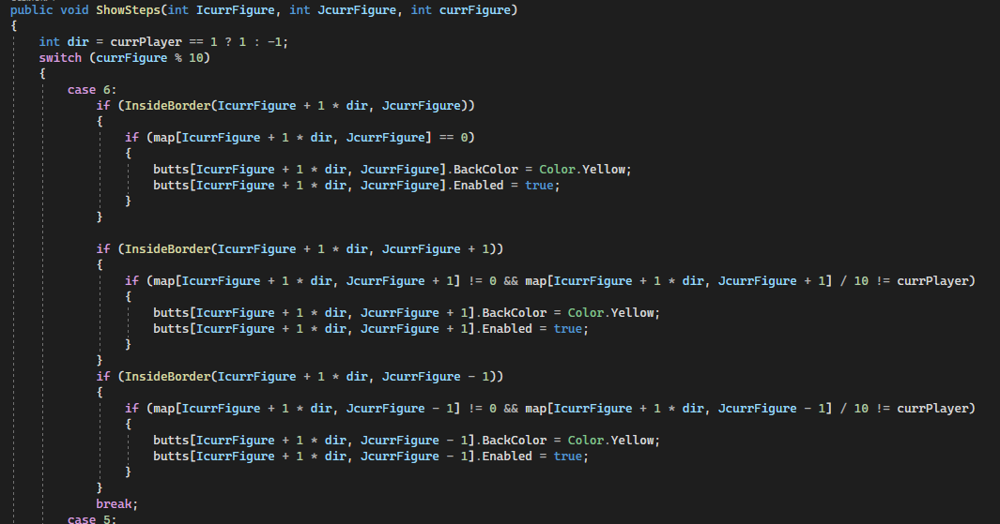 public void ShowSteps(int IcurrFigure, int JcurrFigure, int currFigure)
{
int dir = currPlayer == 1 ? 1 : -1;
switch (currFigure % 10)
{
case 6:
if (InsideBorder(IcurrFigure + 1 * dir, JcurrFigure))
{
if (map[IcurrFigure + 1 * dir, JcurrFigure] == 0)
{
butts[IcurrFigure + 1 * dir, JcurrFigure].BackColor = Color.Yellow;
butts[IcurrFigure + 1 * dir, JcurrFigure].Enabled = true;
}
}
if (InsideBorder(IcurrFigure + 1 * dir, JcurrFigure + 1))
{
if (map[IcurrFigure + 1 * dir, JcurrFigure + 1] != 0 && map[IcurrFigure + 1 * dir, JcurrFigure + 1] / 10 != currPlayer)
{
butts[IcurrFigure + 1 * dir, JcurrFigure + 1].BackColor = Color.Yellow;
butts[IcurrFigure + 1 * dir, JcurrFigure + 1].Enabled = true;
}
}
if (InsideBorder(IcurrFigure + 1 * dir, JcurrFigure - 1))
{
if (map[IcurrFigure + 1 * dir, JcurrFigure - 1] != 0 && map[IcurrFigure + 1 * dir, JcurrFigure - 1] / 10 != currPlayer)
{
butts[IcurrFigure + 1 * dir, JcurrFigure - 1].BackColor = Color.Yellow;
butts[IcurrFigure + 1 * dir, JcurrFigure - 1].Enabled = true;
}
}
break;
case 5: